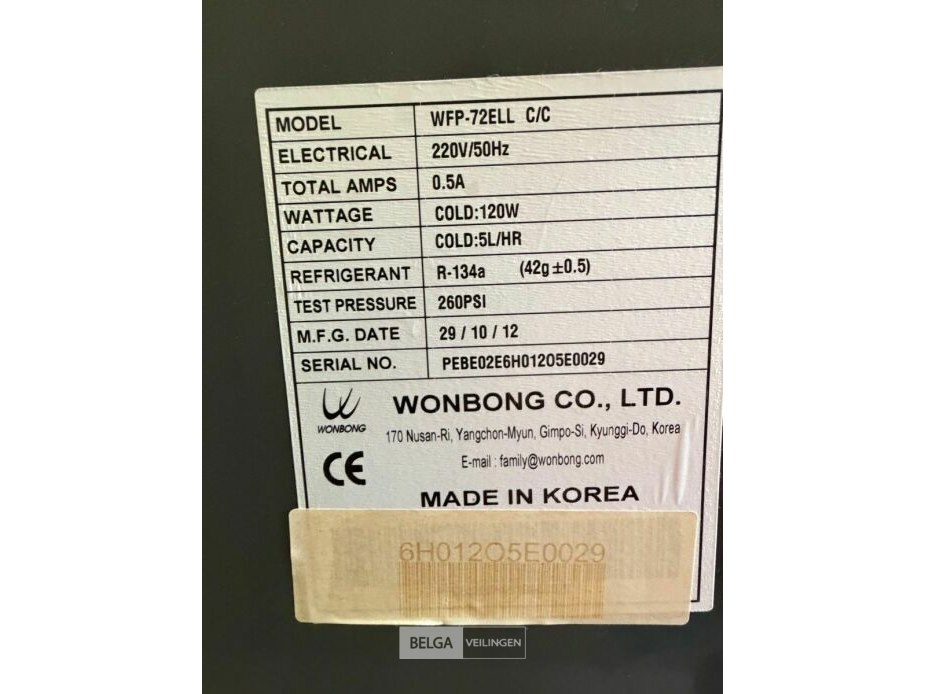 MODEL WFP-72ELL C/C
ELECTRICAL 220V/50Hz
TOTAL AMPS 0.5A
WATTAGE COLD:120W
CAPACITY COLD:5L/HR
REFRIGERANT R-134a (42g±0.5)
TEST PRESSURE 260PSI
M.F.G. DATE 29 / 10 / 12
SERIAL NO. PEBE02E6H012O5E0029
WONBONG
WONBONG CO., LTD.
170 Nusan-Ri, Yangchon-Myun, Gimpo-Si, Kyunggi-Do, Korea
E-mail : family@wonbong.com
CE
MADE IN KOREA
6H012O5E0029
BELGA VEILINGEN